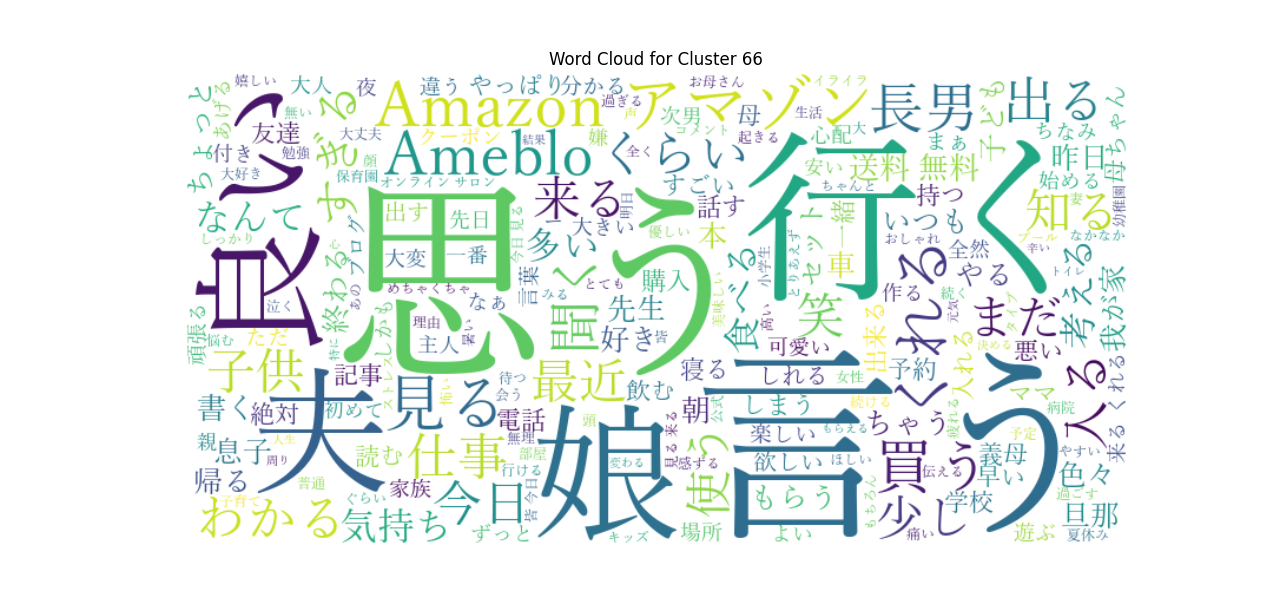 Word Cloud for Cluster 66
嬉しい
大人
夜
違う
やっぱり
分かる
お母さん
イライラ
ちょっと
あげる
無い
友達
付き
勉強
大好き
大丈夫
すぎる
顔
保育園
Amazon
アマゾン
過ぎる
声
次男
コメント
母
生活
起きる
長男
出る
子ども
母ちゃん
クーポン
結果
嫌
全く
心配
大
まぁ
ちなみ
昨日
始める
オンライン サロン
Ameblo
くらい
すごい
安い
送料 無料
ちゃんと
持つ
知る
妻
幼稚園
良い
なんて
しっかり
出す
先日
今日 見る
来る
多い
大きい
明日
優しい
話す
本
行く
セット
一緒
いつも
おしゃれ
全然
プール
辛い
なかなか
終わる
心
ブログ
あの
大変
一番
言葉
思う
聞く
購入
とりあえず
小学生
車
やる
考える
トイレ
我が家
泣く
めちゃくちゃ
なぁ
みる
とても
先生
美味しい
食べる
高い
笑
作る
続く
元気
タイプ
まだ
頑張る
悩む
ただ
特に
しかも
ストレス
理由
主人
暑い
好き
皆
可愛い
出来る
くれる
決める
悪い
子供
記事
見る
怖い
待つ
会う
最近
飲む
寝る
しれる
女性
予約
入れる
ママ
入る
来る くれる
書く
絶対
初めて
夫
電話
無理
頭
朝
公式
しまう
続ける
ちゃう
疲れる
病院
親
息子
人生
周り
読む
仕事
部屋
行ける
娘
変わる
使う
見る 来る
感ずる
楽しい
もらえる
欲しい
ほしい
言う
買う
伝える
義母
予定
早い
やすい
色々
帰る
子育て
普通
ぐらい
家族
今日
皆 今日
もらう
もちろん
学校
過ごす
旦那
わかる
気持ち
ずっと
キッズ
場所
よい
少し
痛い
遊ぶ
夏休み